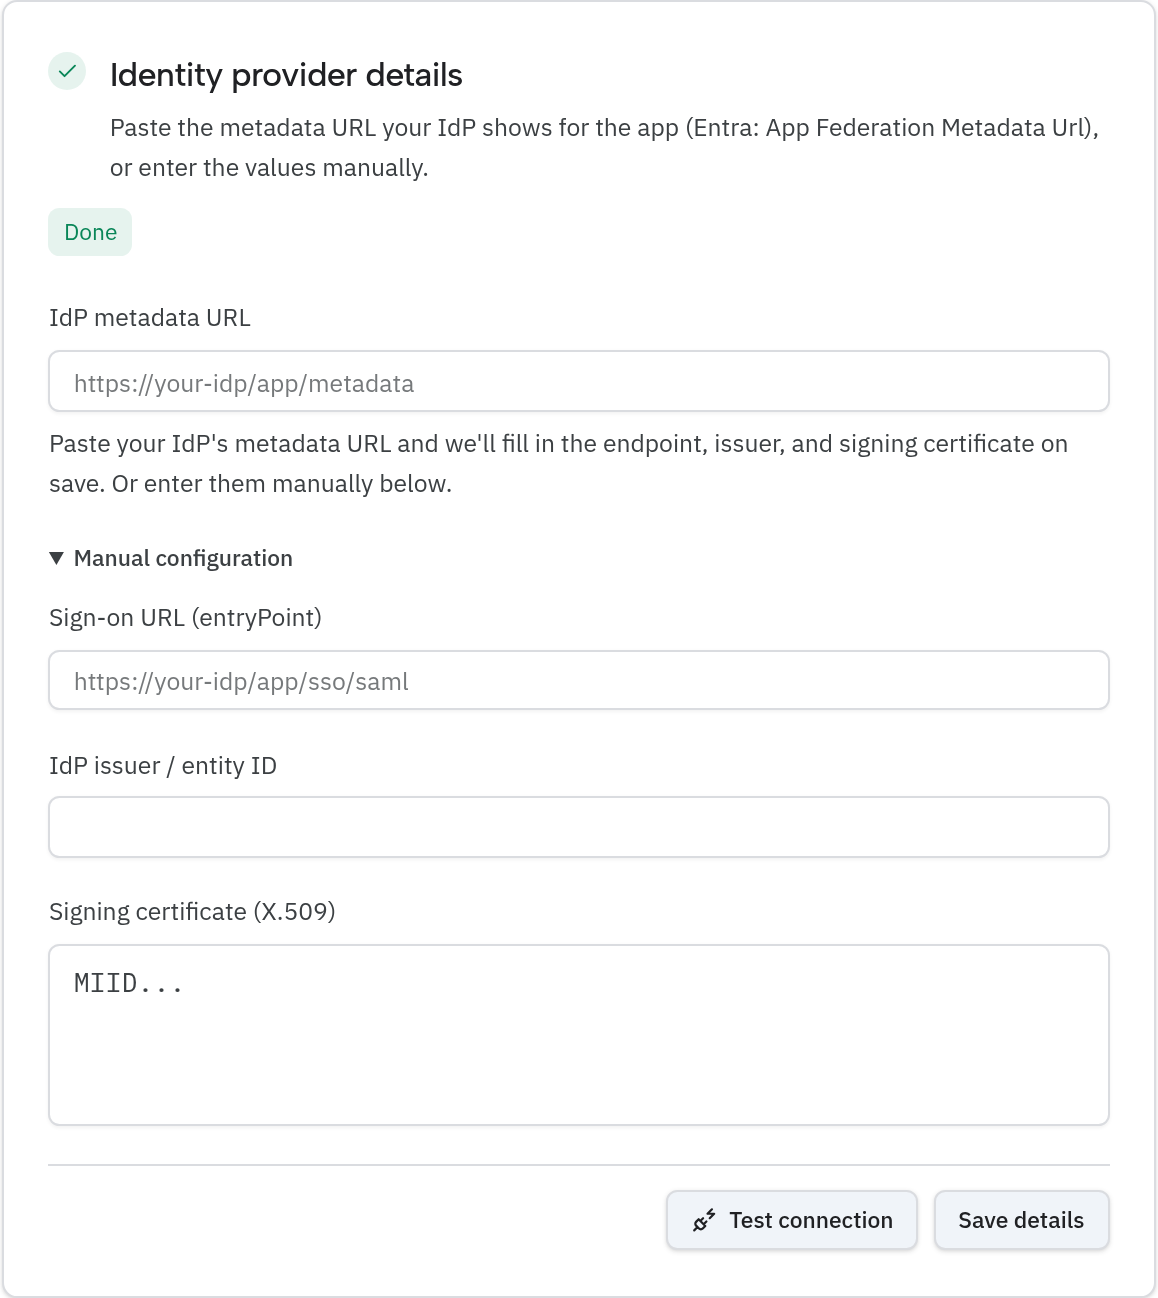 Identity provider details
Paste the metadata URL your IdP shows for the app (Entra: App Federation Metadata Url),
or enter the values manually.
Done
IdP metadata URL
https://your-idp/app/metadata
Paste your IdP's metadata URL and we'll fill in the endpoint, issuer, and signing certificate on
save. Or enter them manually below.
Manual configuration
Sign-on URL (entryPoint)
https://your-idp/app/sso/saml
IdP issuer / entity ID
Signing certificate (X.509)
MIID...
Test connection
Save details